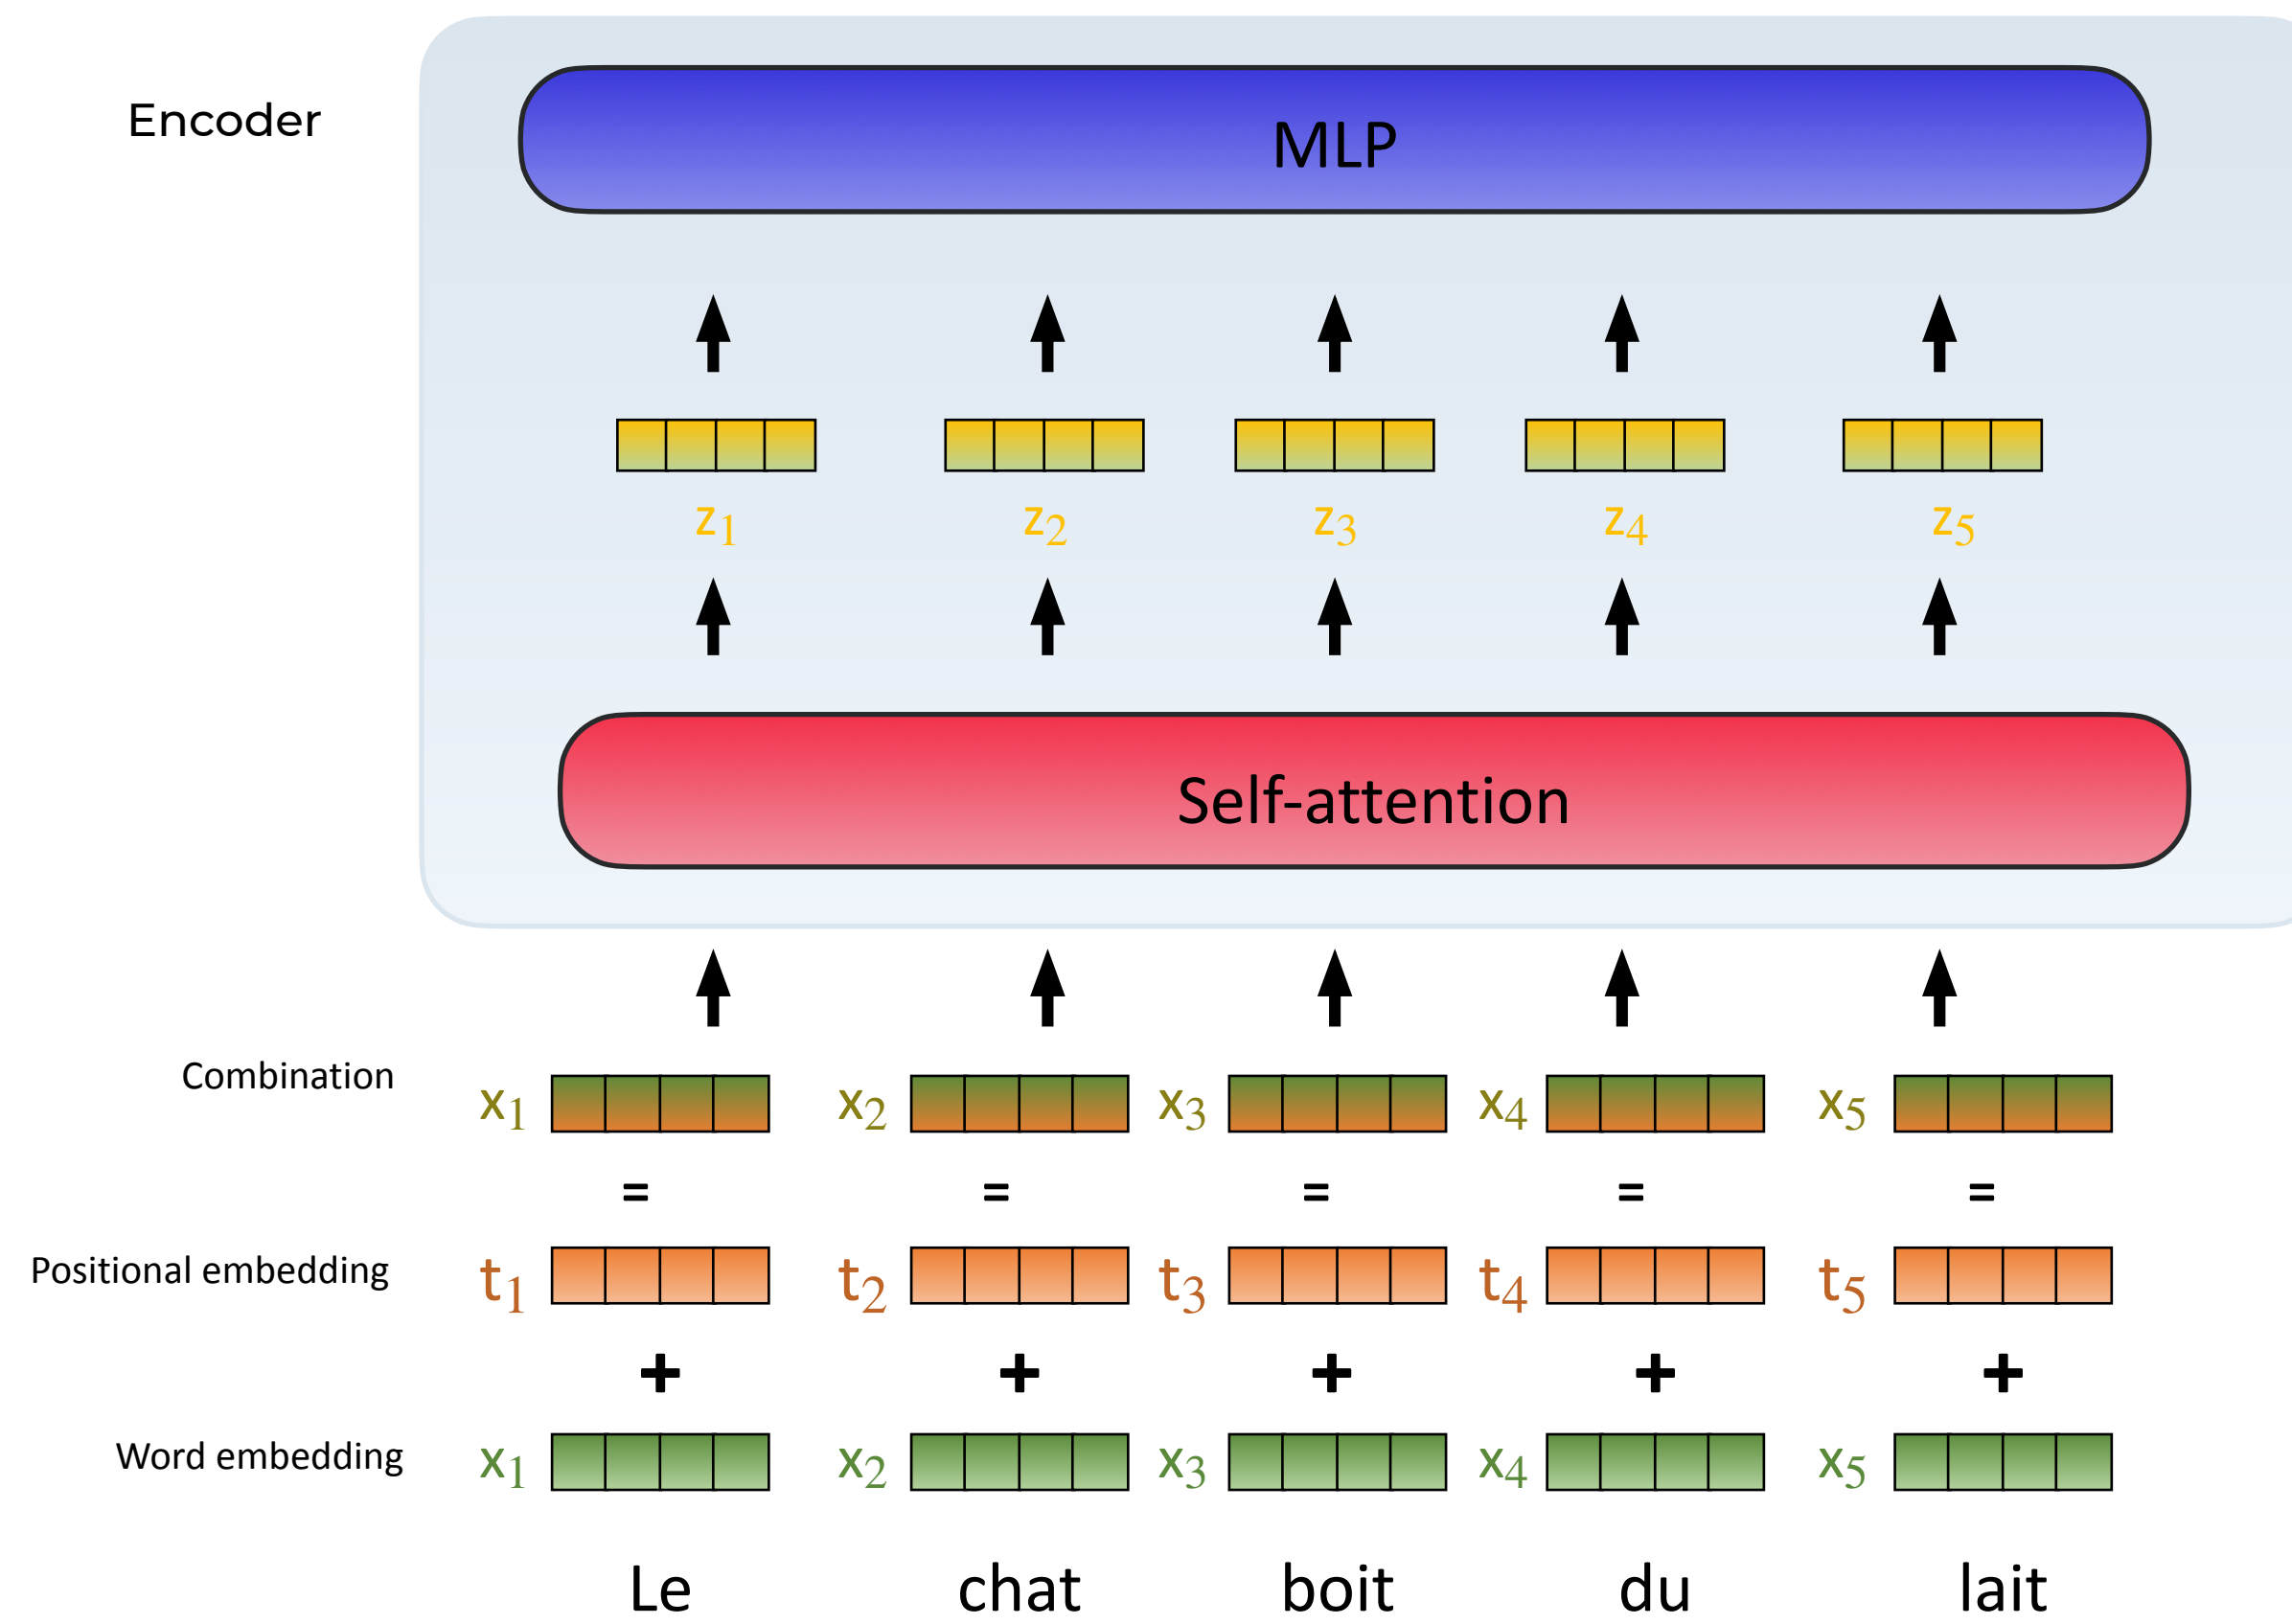 Encoder
MLP
z1 z2 z3 z4 z5
Self-attention
Combination x1 x2 x3 x4 x5
= = = = =
Positional embedding t1 t2 t3 t4 t5
+ + + + +
Word embedding x1 x2 x3 x4 x5
Le chat boit du lait